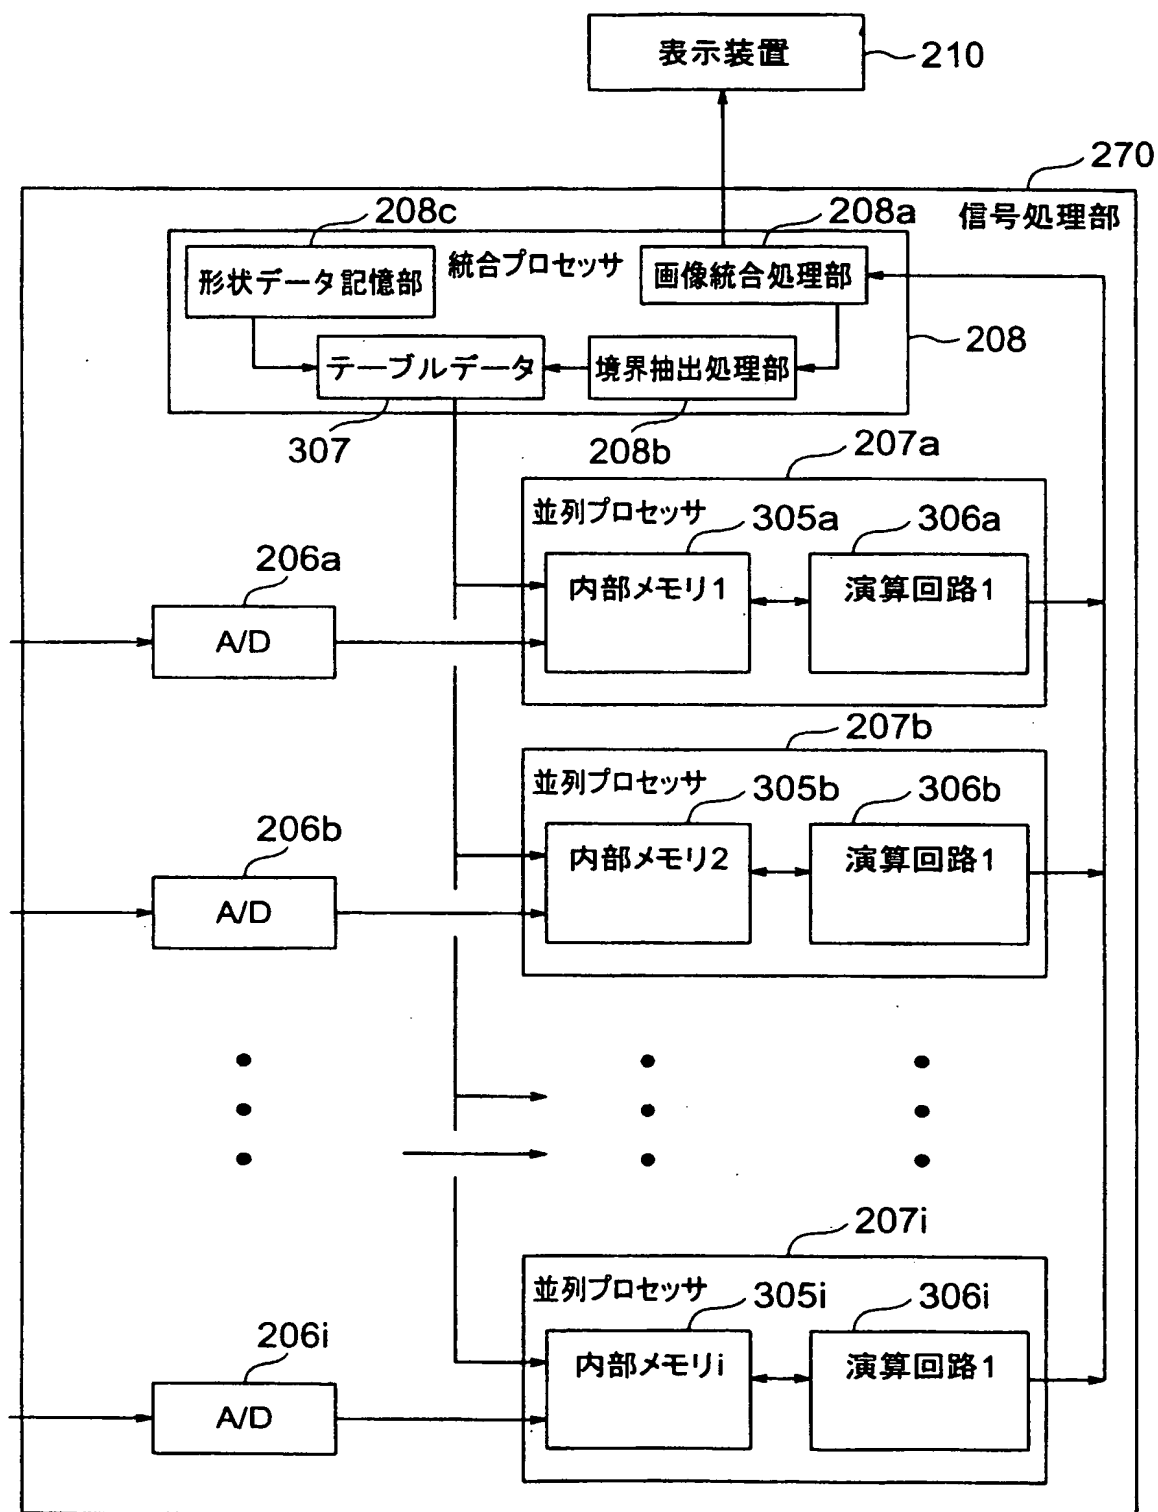 表示装置
210
270
信号処理部
208c
208a
形状データ記憶部
統合プロセッサ
画像統合処理部
208
テーブルデータ
境界抽出処理部
307
208b
207a
並列プロセッサ
305a
306a
206a
内部メモリ1
演算回路1
A/D
207b
並列プロセッサ
305b
306b
206b
内部メモリ2
演算回路1
A/D
207i
並列プロセッサ
305i
306i
206i
内部メモリi
演算回路1
A/D